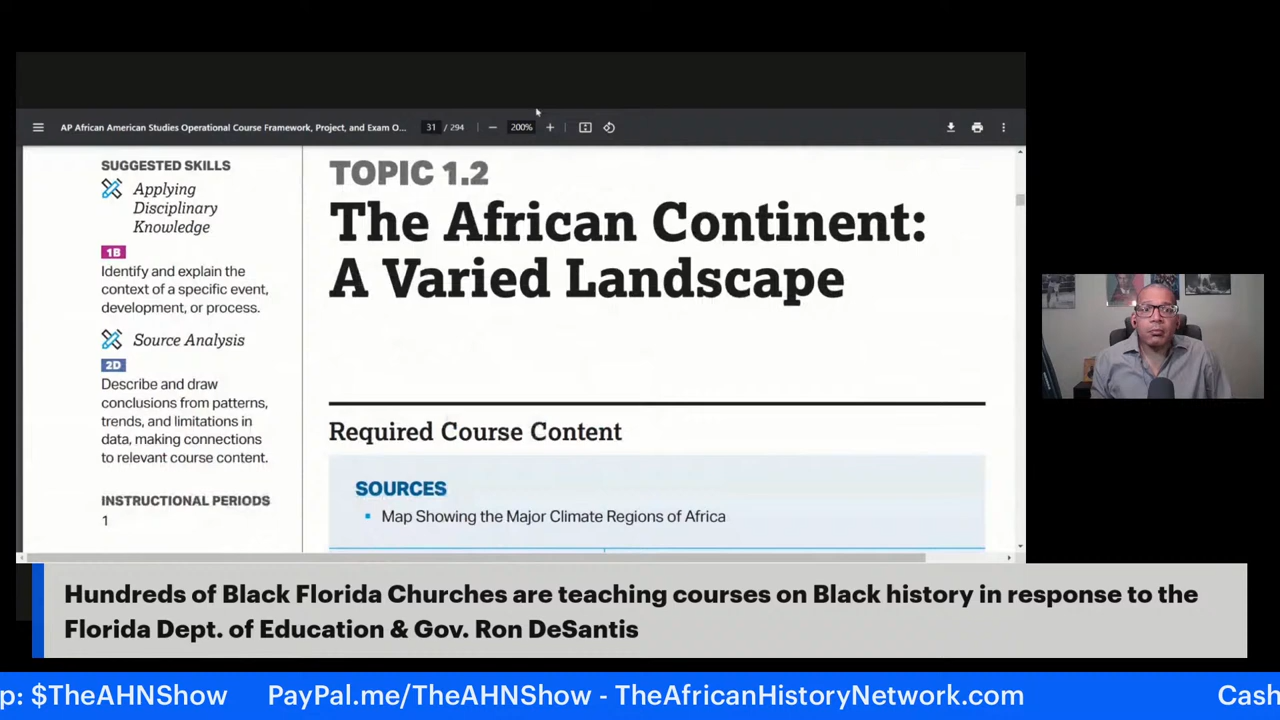 AP African American Studies Operational Course Framework, Project, and Exam O...
31 / 294
200%
SUGGESTED SKILLS
Applying
Disciplinary
Knowledge
1B
Identify and explain the
context of a specific event,
development, or process.
Source Analysis
2D
Describe and draw
conclusions from patterns,
trends, and limitations in
data, making connections
to relevant course content.
INSTRUCTIONAL PERIODS
1
TOPIC 1.2
The African Continent:
A Varied Landscape
Required Course Content
SOURCES
▪ Map Showing the Major Climate Regions of Africa
Hundreds of Black Florida Churches are teaching courses on Black history in response to the
Florida Dept. of Education & Gov. Ron DeSantis
p: $TheAHNShow PayPal.me/TheAHNShow - TheAfricanHistoryNetwork.com Cash